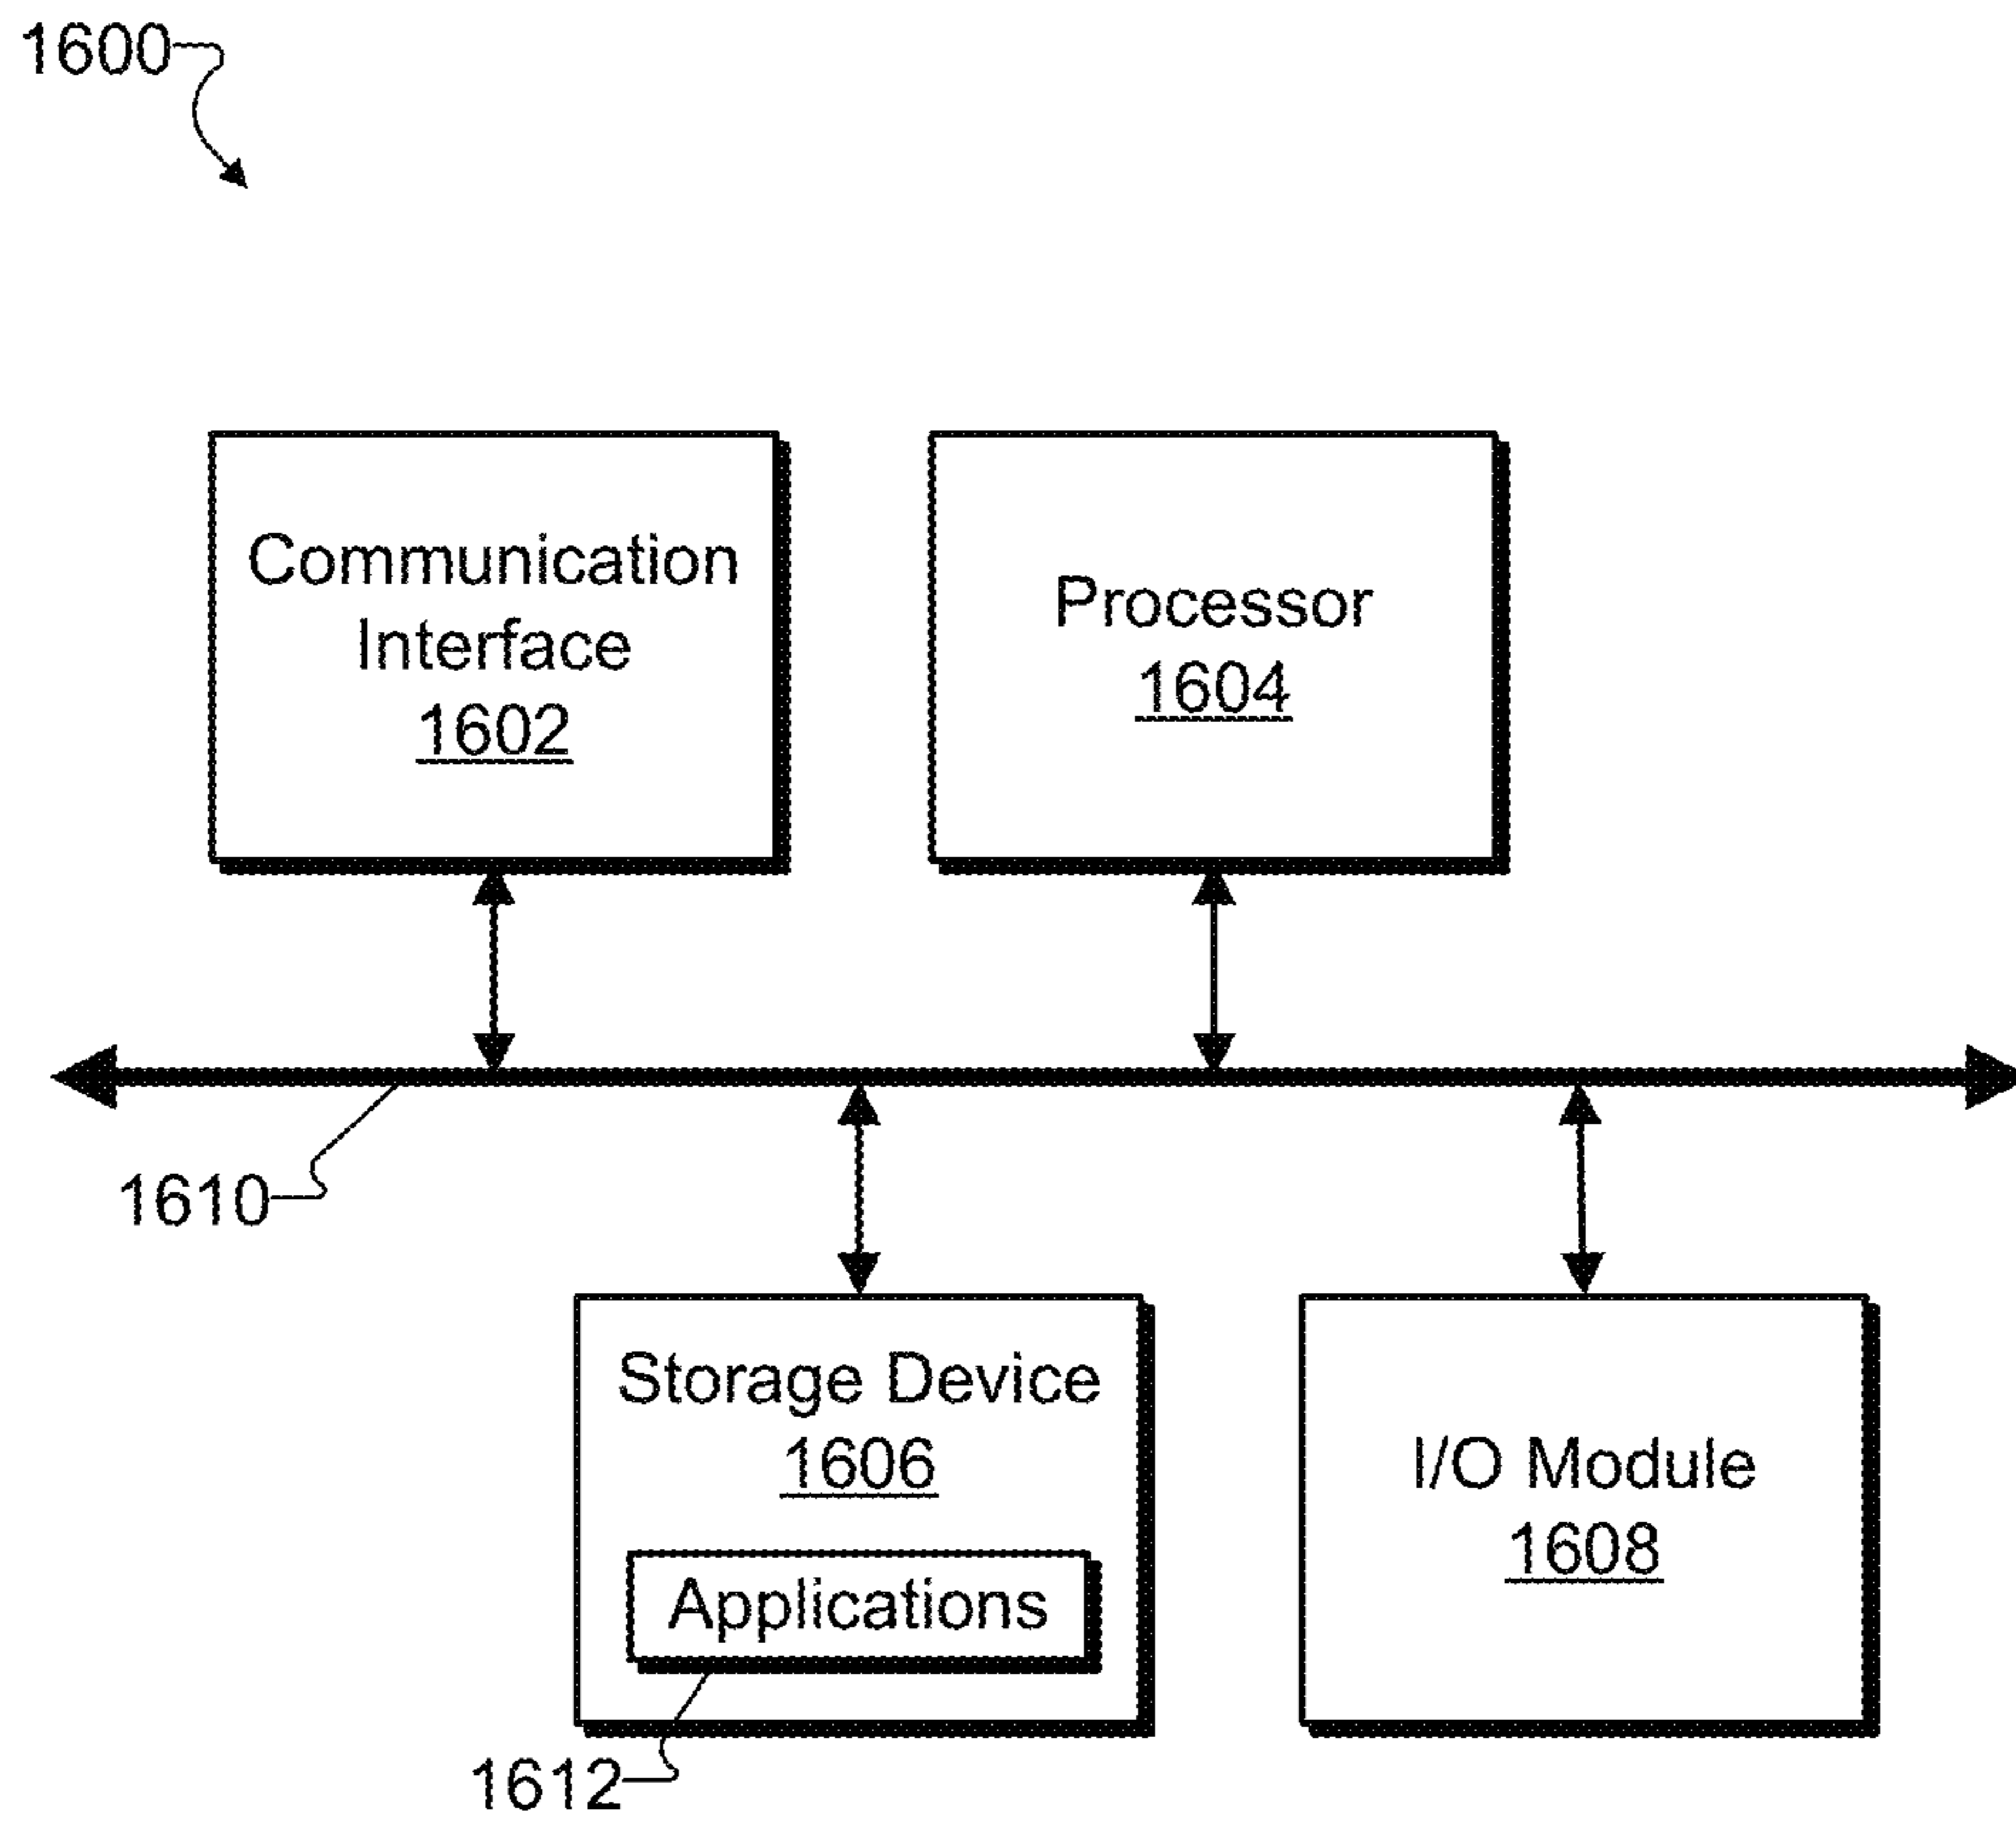 1600
Communication
Interface
1602
Processor
1604
1610
Storage Device
1606
Applications
1612
I/O Module
1608